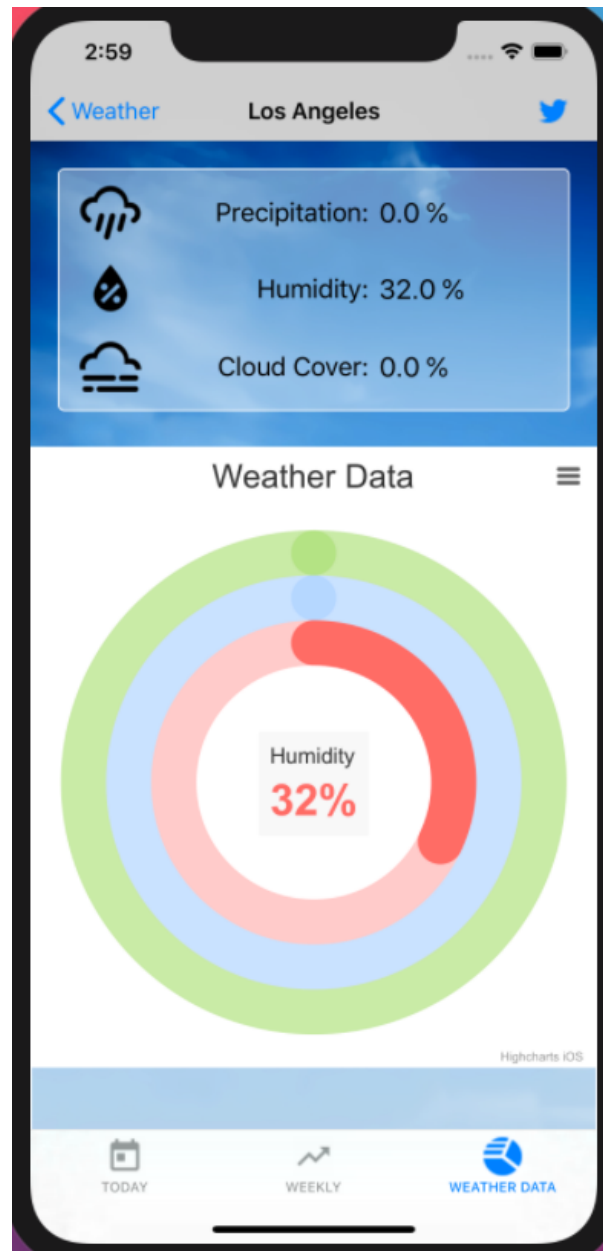 2:59
Weather
Los Angeles
Precipitation: 0.0 %
Humidity: 32.0 %
Cloud Cover: 0.0 %
Weather Data
Humidity
32%
Highcharts iOS
TODAY
WEEKLY
WEATHER DATA